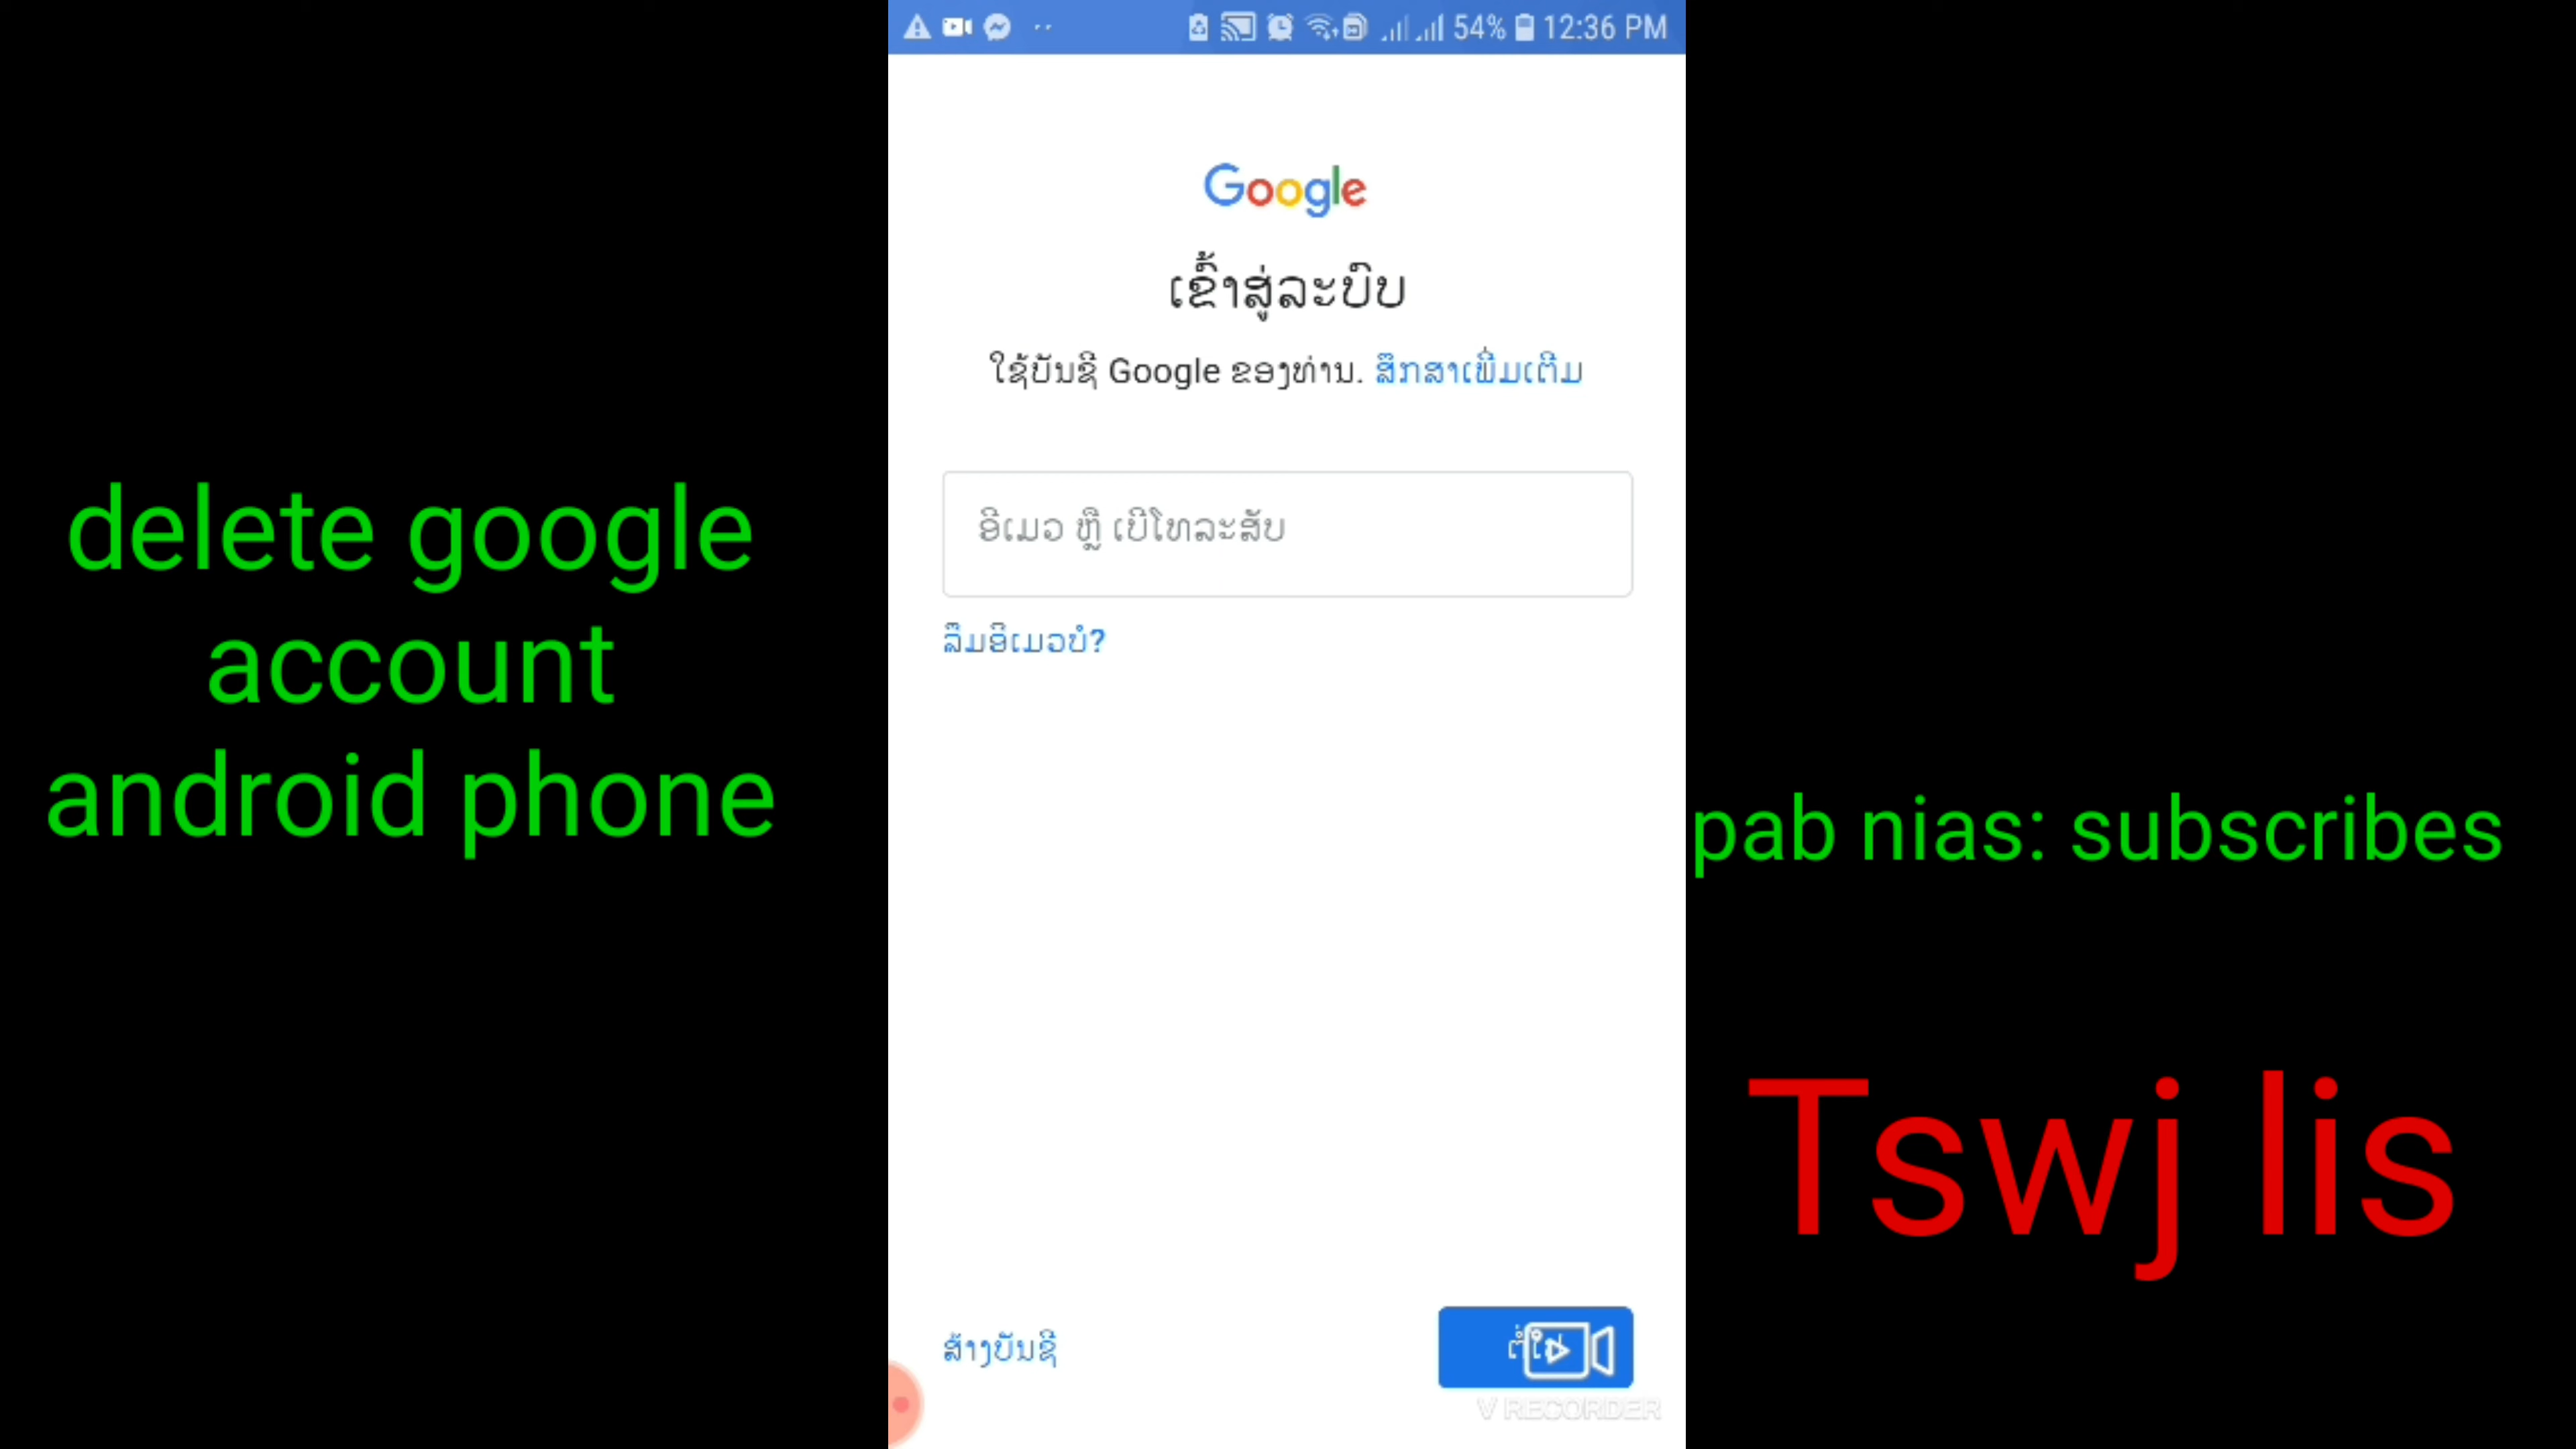 54% 12:36 PM
Google
ເຂົ້າສູ່ລະບົບ
ໃຊ້ບັນຊີ Google ຂອງທ່ານ. ສຶກສາເພີ່ມເຕີມ
ອີເມວ ຫຼື ເບີໂທລະສັບ
ລືມອີເມວບໍ?
ສ້າງບັນຊີ
V RECORDER
delete google
account
android phone
pab nias: subscribes
Tswj lis